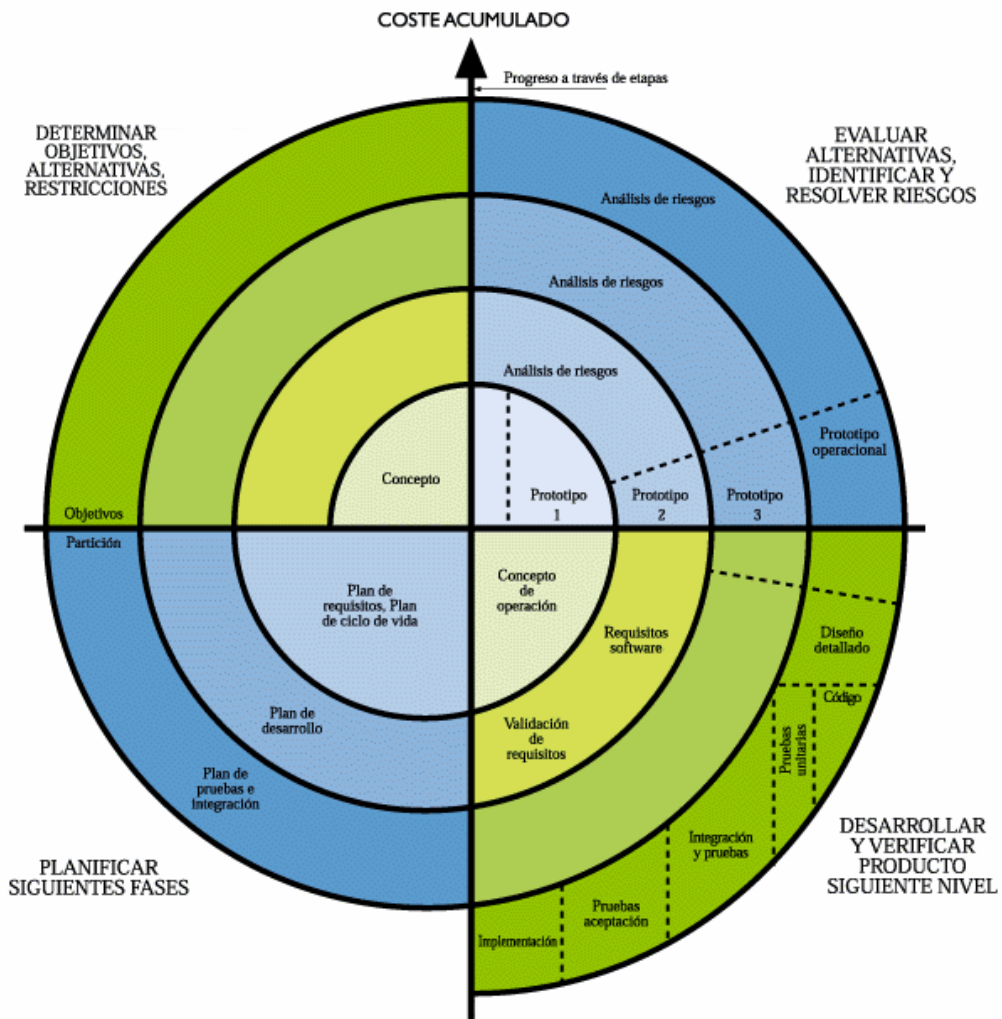 COSTE ACUMULADO
Progreso a través de etapas
DETERMINAR
OBJETIVOS,
ALTERNATIVAS,
RESTRICCIONES
EVALUAR
ALTERNATIVAS,
IDENTIFICAR Y
RESOLVER RIESGOS
Análisis de riesgos
Análisis de riesgos
Análisis de riesgos
Concepto
Prototipo
1
Prototipo
2
Prototipo
3
Prototipo
operacional
Objetivos
Partición
Plan de
requisitos, Plan
de ciclo de vida
Concepto
de
operación
Requisitos
software
Diseño
detallado
Código
Pruebas
unitarias
Plan de
desarrollo
Validación
de
requisitos
Plan de
pruebas e
integración
Integración
y pruebas
Pruebas
aceptación
Implementación
PLANIFICAR
SIGUIENTES FASES
DESARROLLAR
Y VERIFICAR
PRODUCTO
SIGUIENTE NIVEL